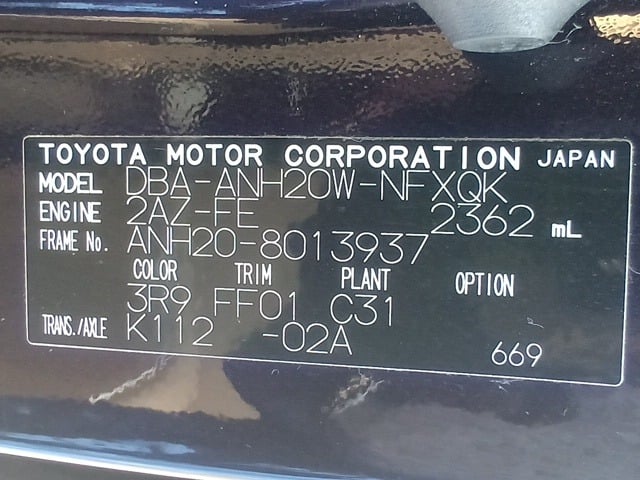 TOYOTA MOTOR CORPORATION JAPAN
MODEL DBA-ANH20W-NFXQK
ENGINE 2AZ-FE 2362 mL
FRAME No. ANH20-8013937
COLOR TRIM PLANT OPTION
3R9 FF01 C31
TRANS./AXLE K112 -02A
669